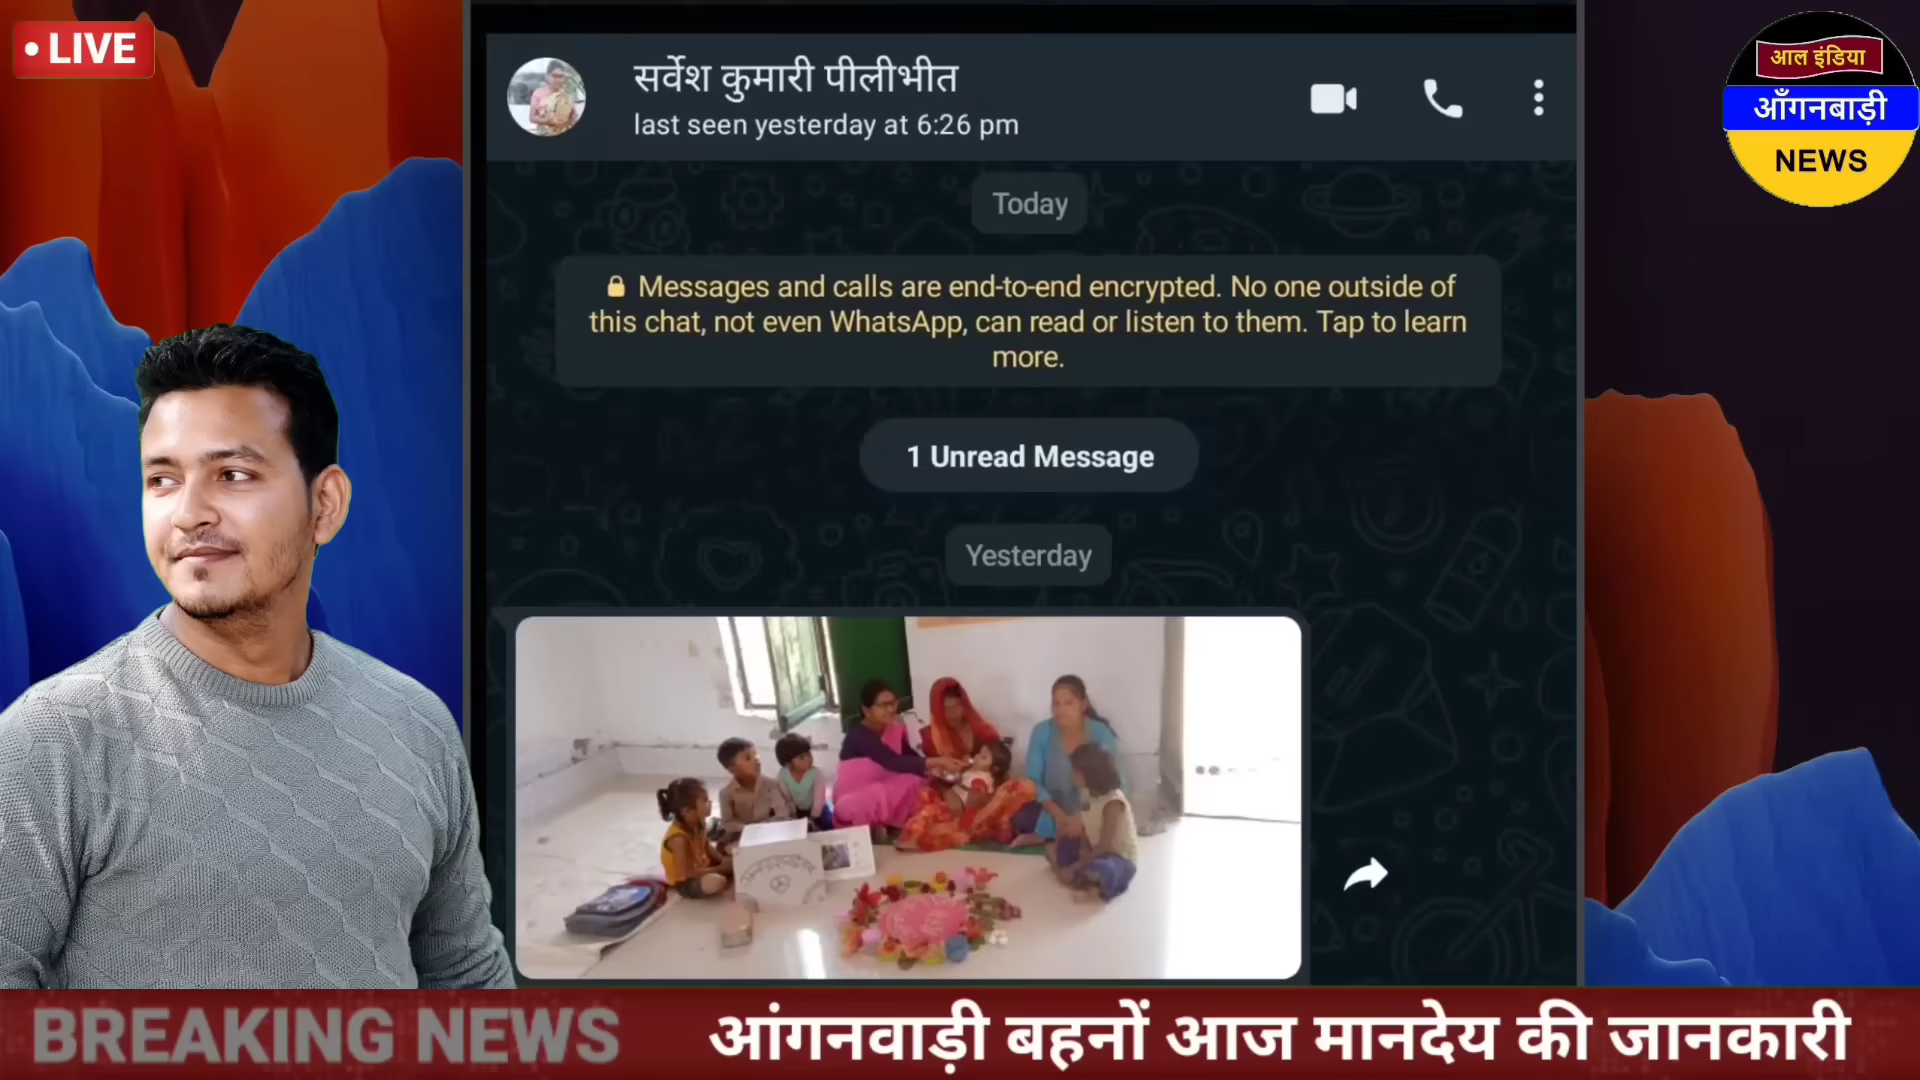 LIVE
सर्वेश कुमारी पीलीभीत
last seen yesterday at 6:26 pm
आल इंडिया
आँगनबाड़ी
NEWS
Today
Messages and calls are end-to-end encrypted. No one outside of
this chat, not even WhatsApp, can read or listen to them. Tap to learn
more.
1 Unread Message
Yesterday
BREAKING NEWS
आंगनवाड़ी बहनों आज मानदेय की जानकारी